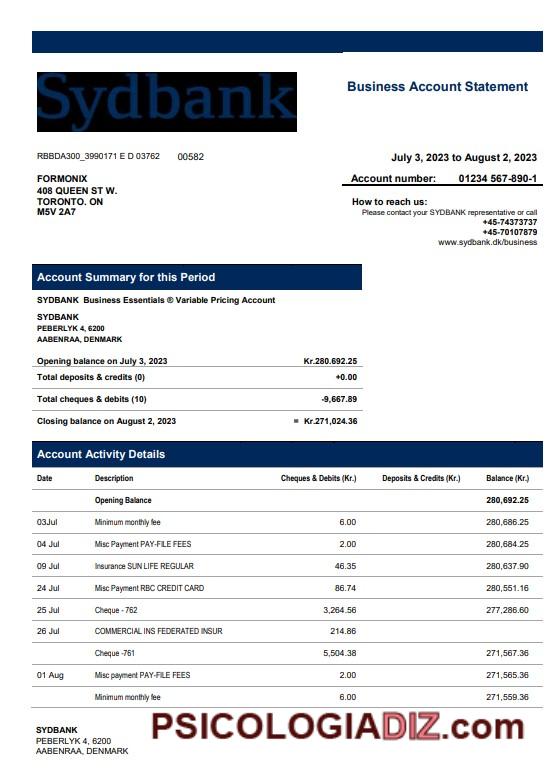 Sydbank
Business Account Statement
RBBDA300_3990171 E D 03762 00582
July 3, 2023 to August 2, 2023
FORMONIX
408 QUEEN ST W.
TORONTO. ON
M5V 2A7
Account number: 01234 567-890-1
How to reach us:
Please contact your SYDBANK representative or call
+45-74373737
+45-70107879
www.sydbank.dk/business
Account Summary for this Period
SYDBANK Business Essentials ® Variable Pricing Account
SYDBANK
PEBERLYK 4, 6200
AABENRAA, DENMARK
Opening balance on July 3, 2023 Kr.280.692.25
Total deposits & credits (0) +0.00
Total cheques & debits (10) -9,667.89
Closing balance on August 2, 2023 = Kr.271,024.36
Account Activity Details
Date Description Cheques & Debits (Kr.) Deposits & Credits (Kr.) Balance (Kr.)
Opening Balance 280,692.25
03Jul Minimum monthly fee 6.00 280,686.25
04 Jul Misc Payment PAY-FILE FEES 2.00 280,684.25
09 Jul Insurance SUN LIFE REGULAR 46.35 280,637.90
24 Jul Misc Payment RBC CREDIT CARD 86.74 280,551.16
25 Jul Cheque - 762 3,264.56 277,286.60
26 Jul COMMERCIAL INS FEDERATED INSUR 214.86
Cheque -761 5,504.38 271,567.36
01 Aug Misc payment PAY-FILE FEES 2.00 271,565.36
Minimum monthly fee 6.00 271,559.36
SYDBANK
PEBERLYK 4, 6200
AABENRAA, DENMARK
PSICOLOGIADIZ.com